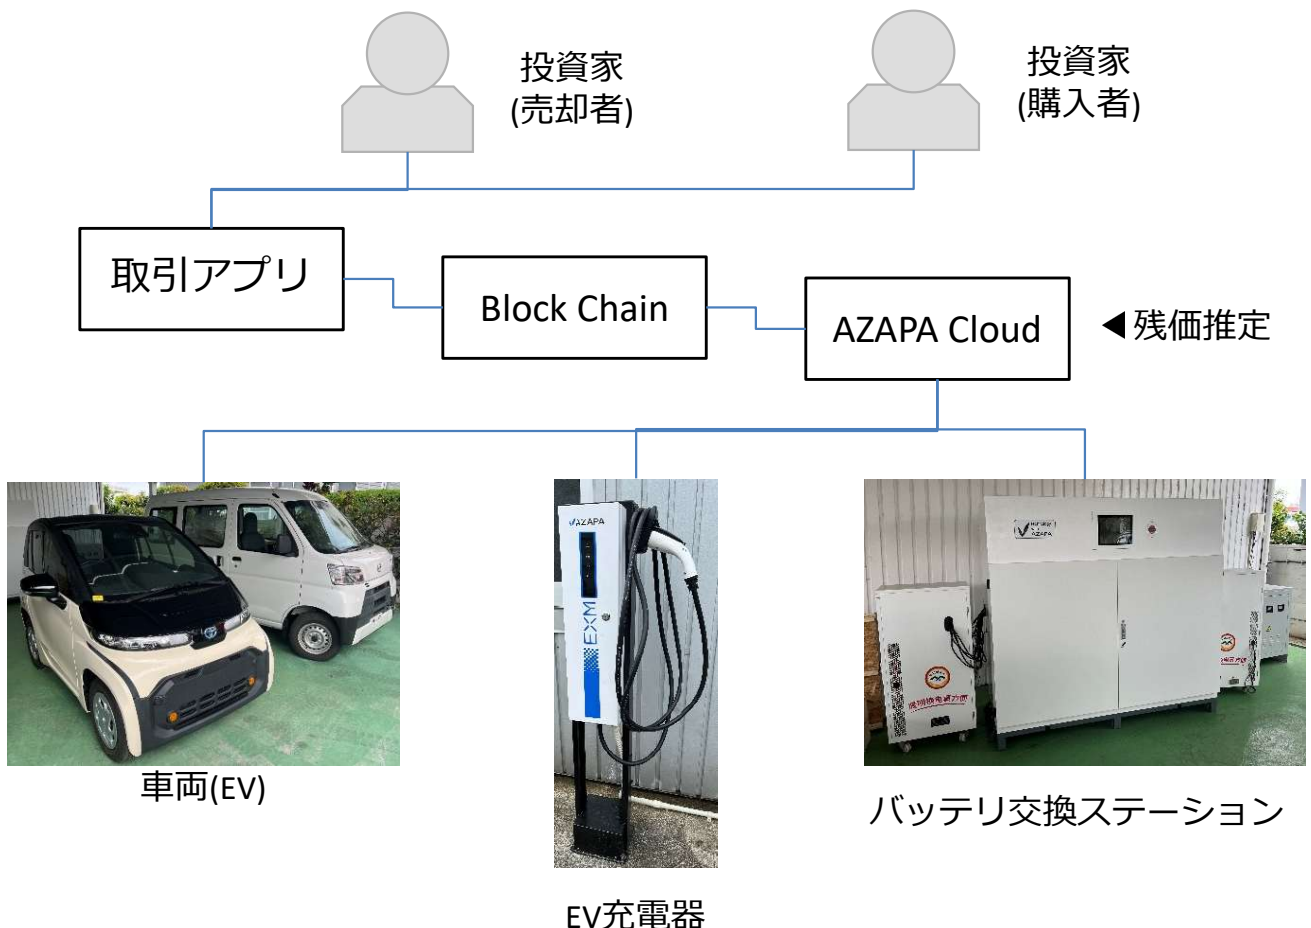 投資家
(売却者)
投資家
(購入者)
取引アプリ
Block Chain
AZAPA Cloud
◀残価推定
AZAPA
EXM
AZAPA
車両(EV)
バッテリ交換ステーション
EV充電器